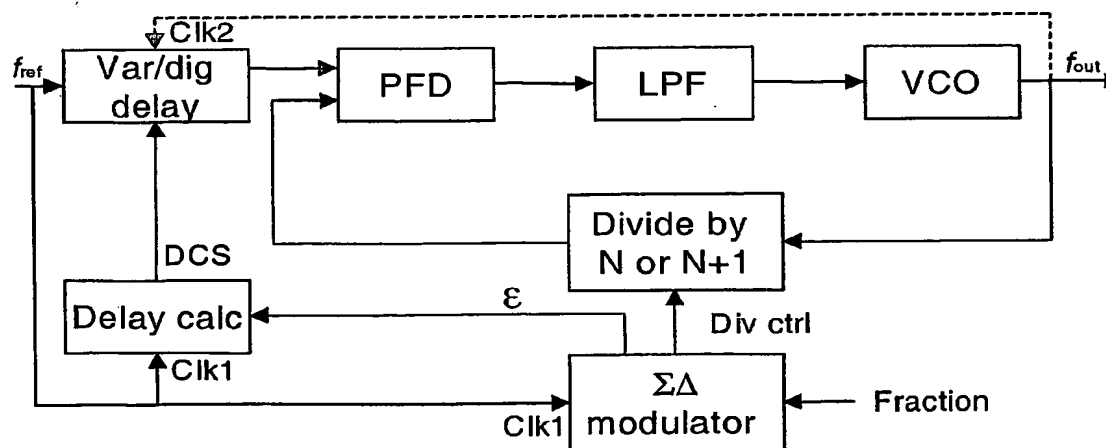 Clk2
fref
Var/dig
delay
PFD
LPF
VCO
fout
Divide by
N or N+1
DCS
ε
Delay calc
Div ctrl
Clk1
ΣΔ
modulator
Clk1
Fraction